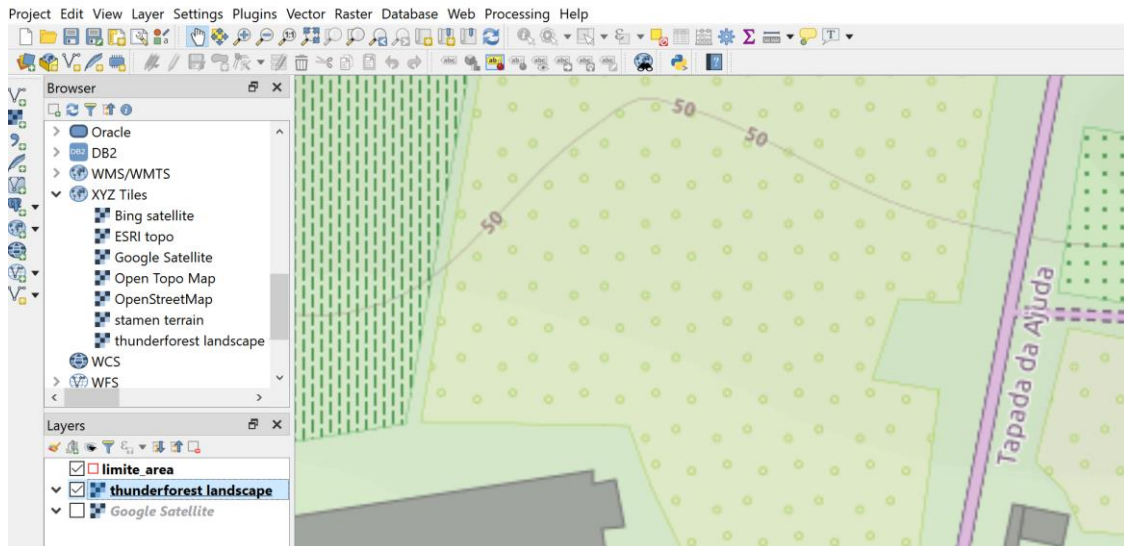 Project Edit View Layer Settings Plugins Vector Raster Database Web Processing Help
Browser
Oracle
DB2 DB2
WMS/WMTS
XYZ Tiles
Bing satellite
ESRI topo
Google Satellite
Open Topo Map
OpenStreetMap
stamen terrain
thunderforest landscape
WCS
WFS
Layers
limite_area
thunderforest landscape
Google Satellite
50
50
50
Tapada da Ajuda